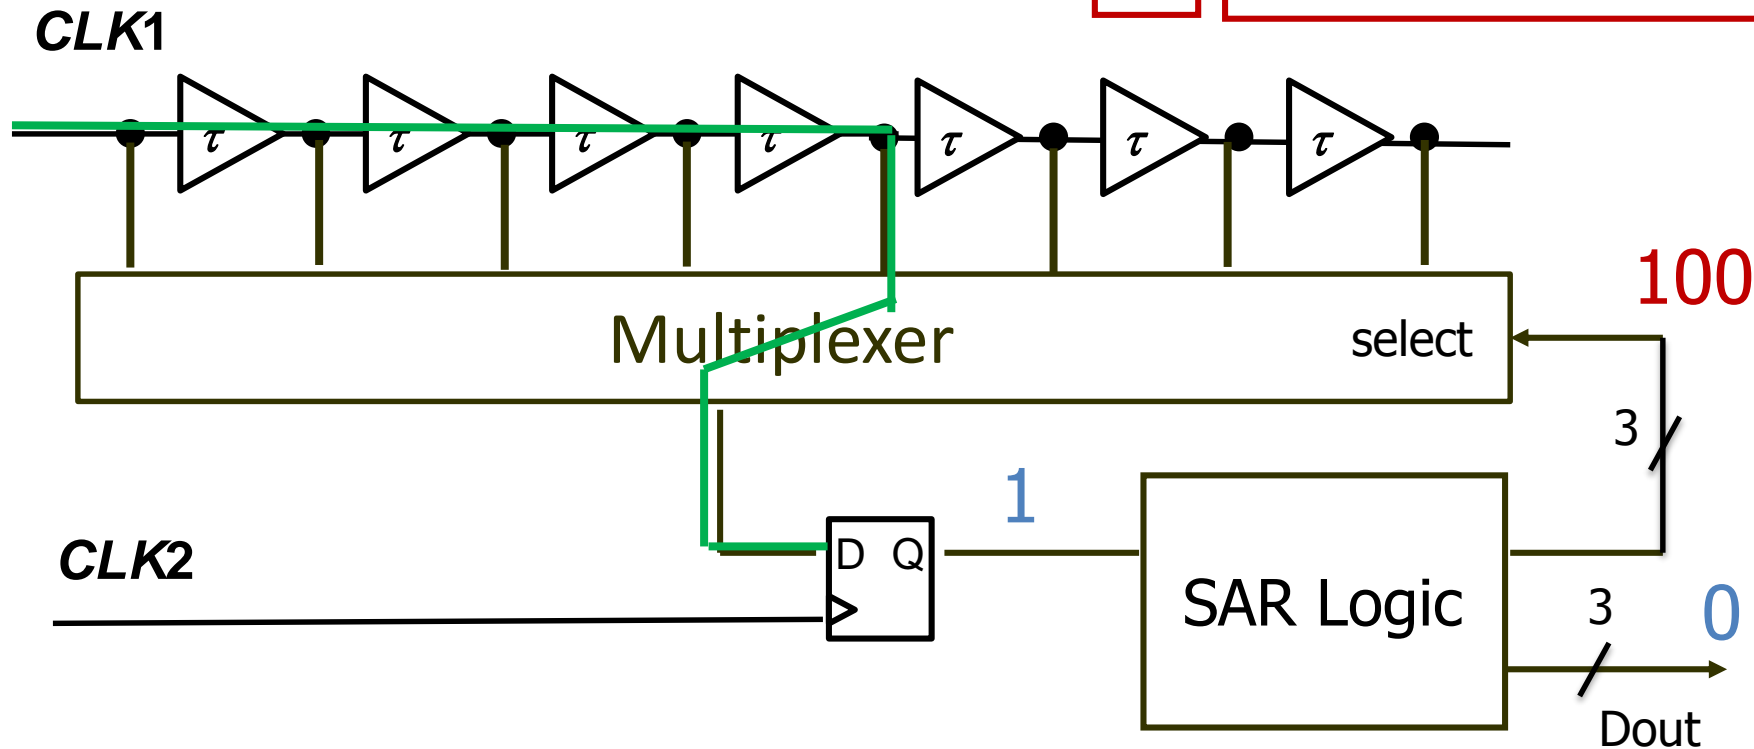 CLK1
τ τ τ τ τ τ τ
100
Multiplexer
select
3
1
CLK2
D Q
SAR Logic
3
0
Dout